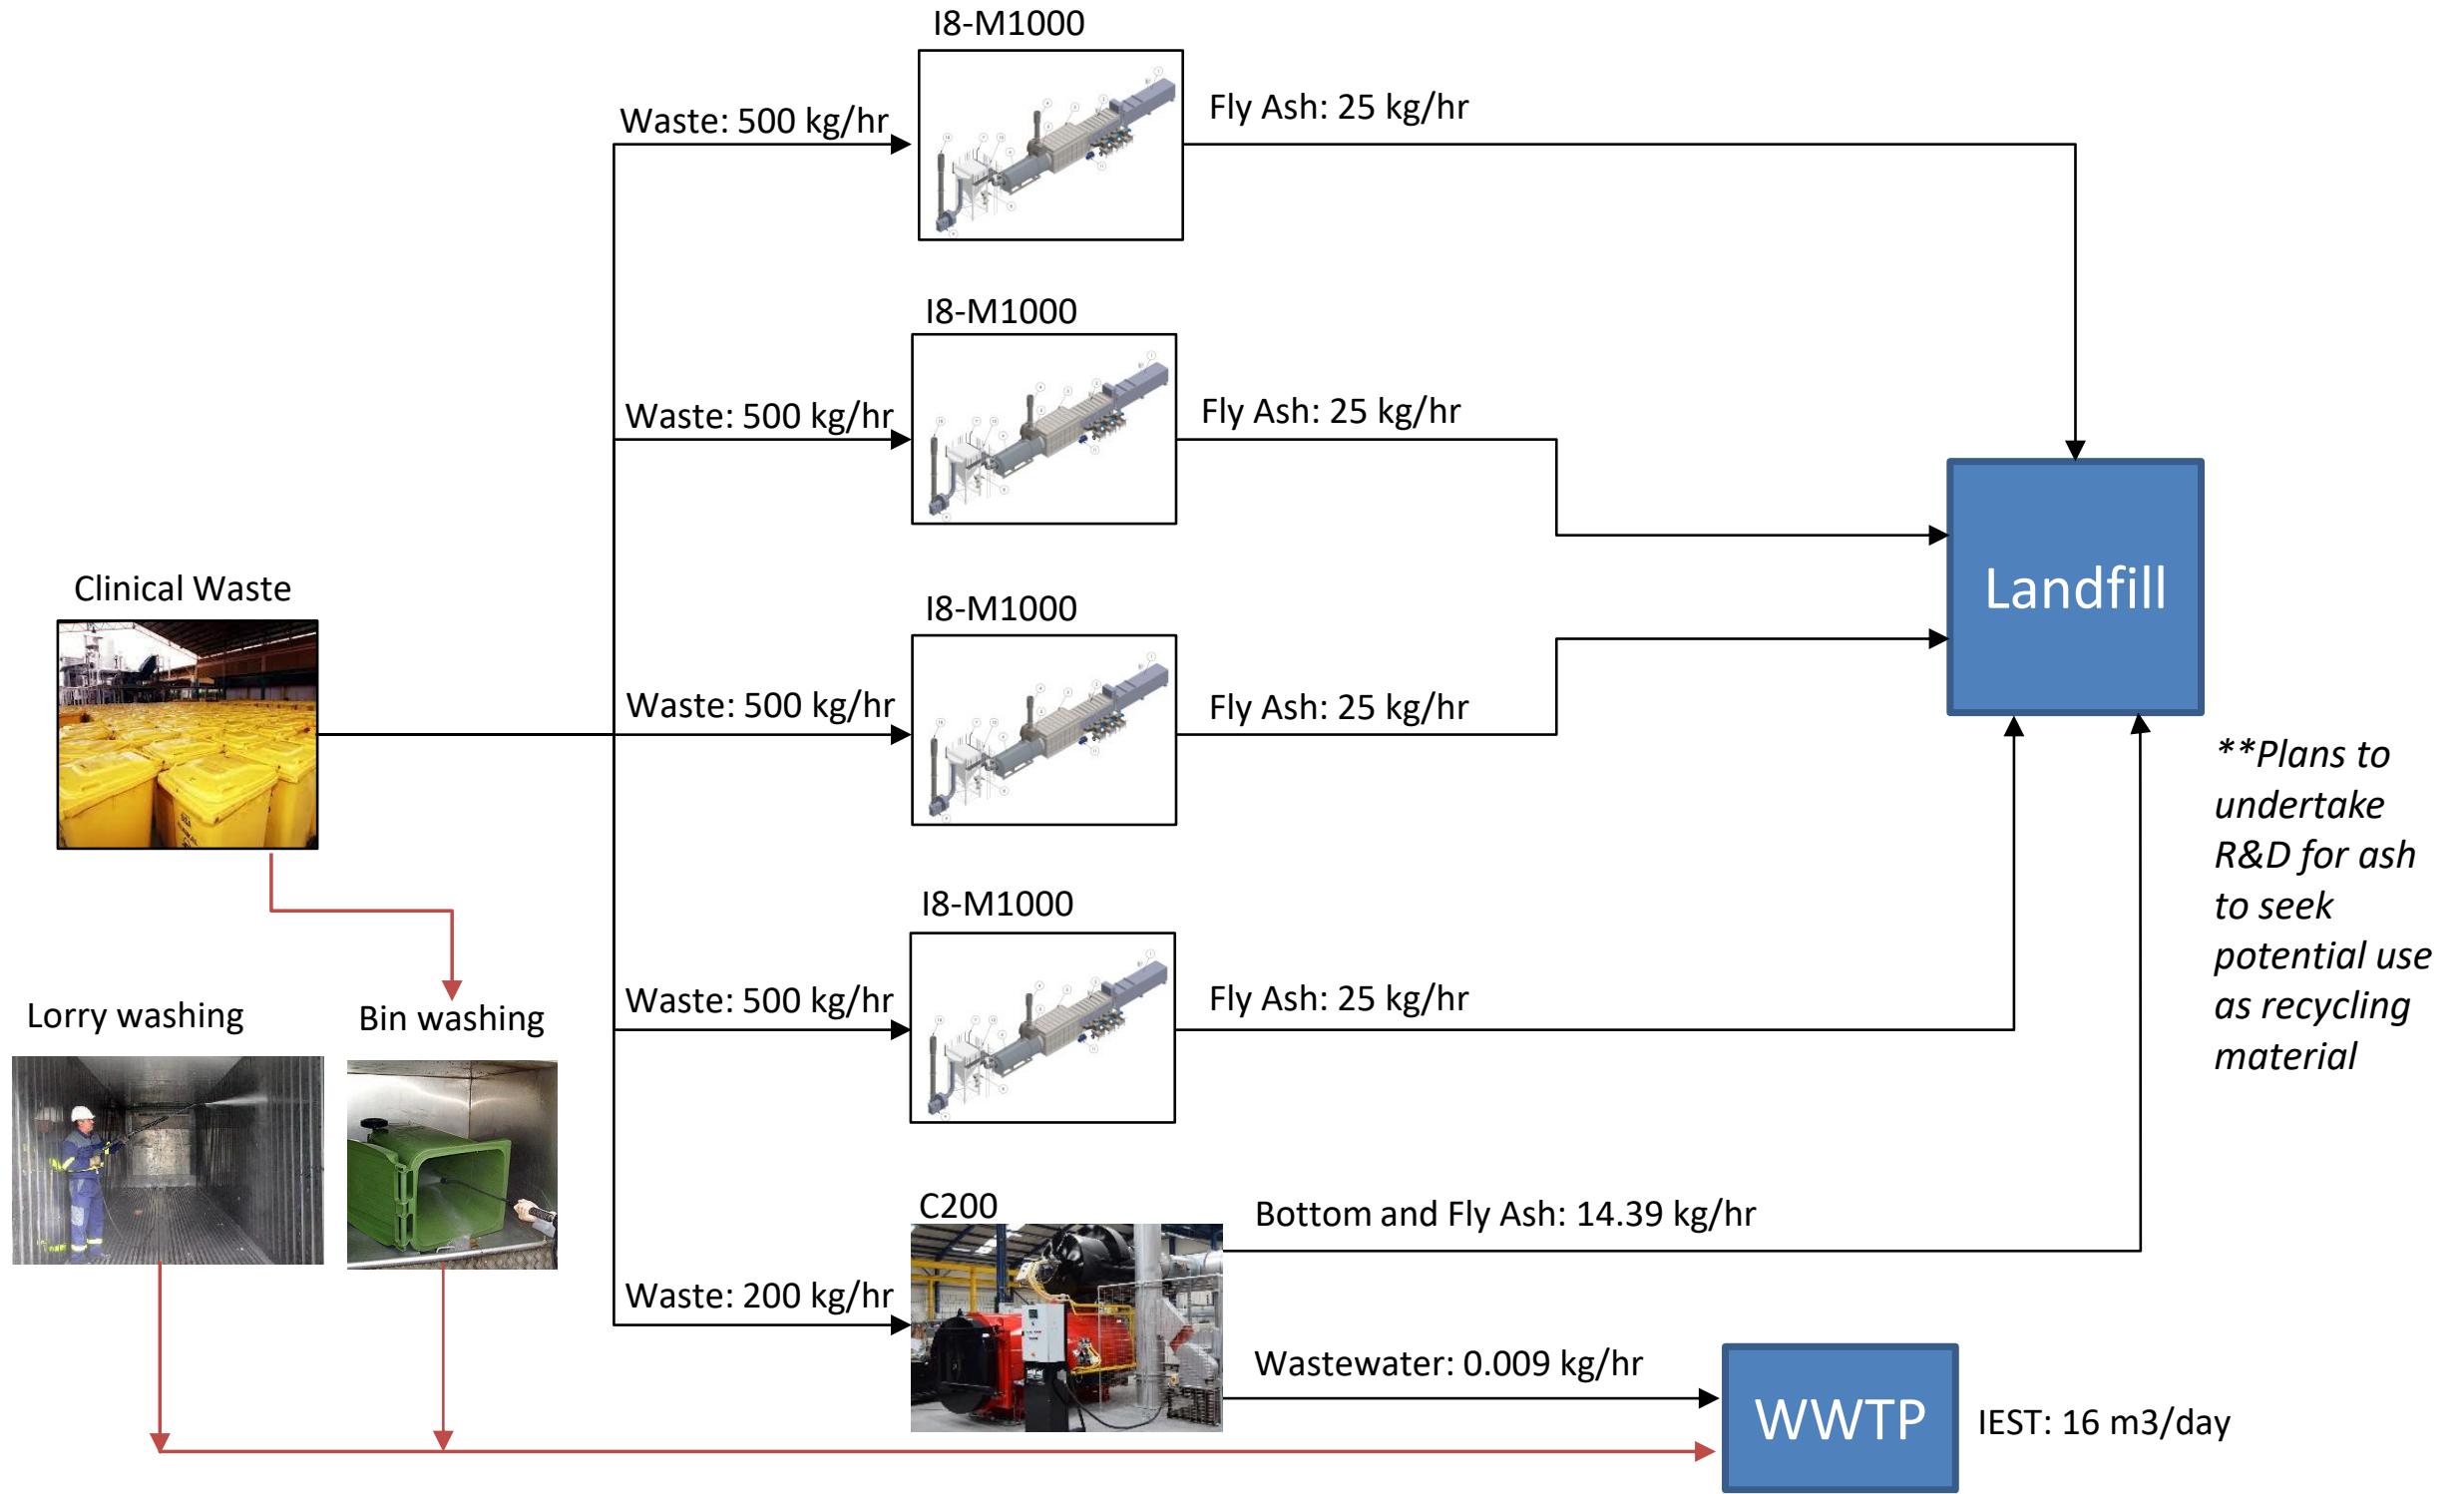 I8-M1000
Waste: 500 kg/hr
Fly Ash: 25 kg/hr
I8-M1000
Waste: 500 kg/hr
Fly Ash: 25 kg/hr
Landfill
Clinical Waste
I8-M1000
Waste: 500 kg/hr
Fly Ash: 25 kg/hr
**Plans to
undertake
R&D for ash
to seek
potential use
as recycling
material
I8-M1000
Waste: 500 kg/hr
Fly Ash: 25 kg/hr
Lorry washing
Bin washing
C200
Waste: 200 kg/hr
Bottom and Fly Ash: 14.39 kg/hr
Wastewater: 0.009 kg/hr
WWTP
IEST: 16 m3/day